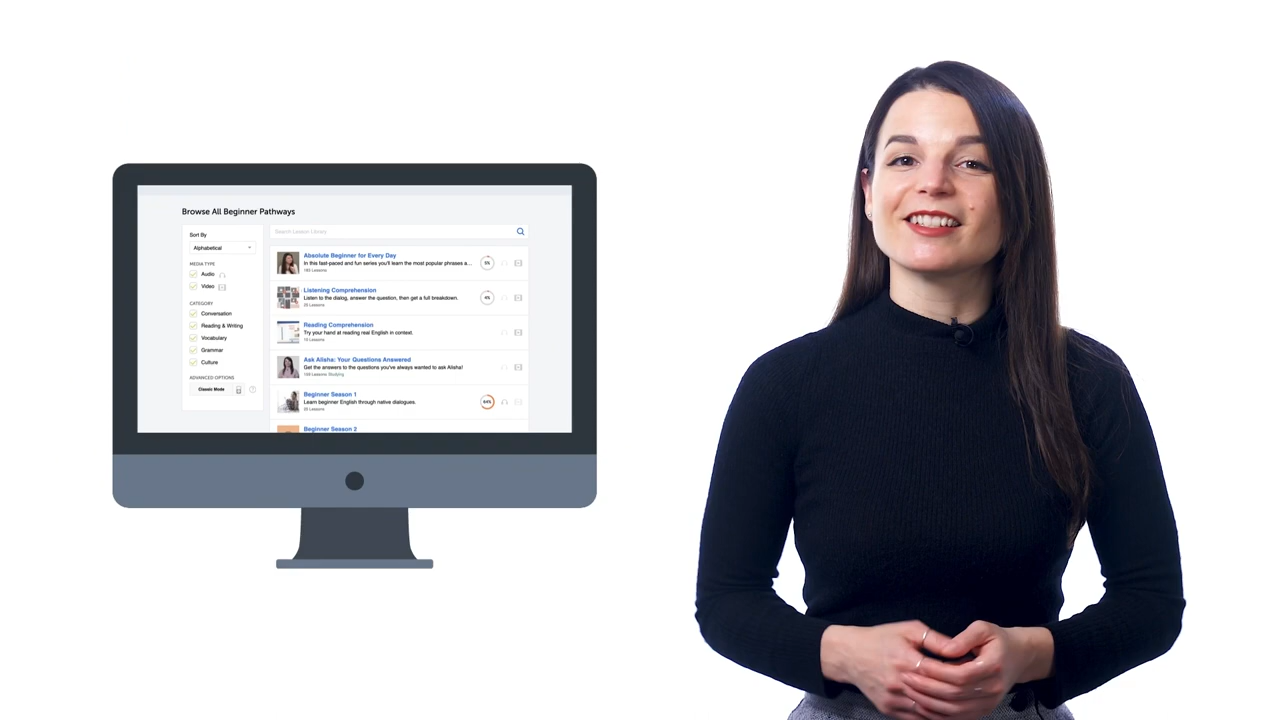 Browse All Beginner Pathways
Sort By
Alphabetical
MEDIA TYPE
Audio
Video
CATEGORY
Conversation
Reading & Writing
Vocabulary
Grammar
Culture
ADVANCED OPTIONS
Classic Mode
Search Lesson Library
Absolute Beginner for Every Day
In this fast-paced and fun series you'll learn the most popular phrases a...
5%
Listening Comprehension
Listen to the dialog, answer the question, then get a full breakdown.
4%
Reading Comprehension
Try your hand at reading real English in context.
Ask Alisha: Your Questions Answered
Get the answers to the questions you've always wanted to ask Alisha!
Beginner Season 1
Learn beginner English through native dialogues.
Beginner Season 2